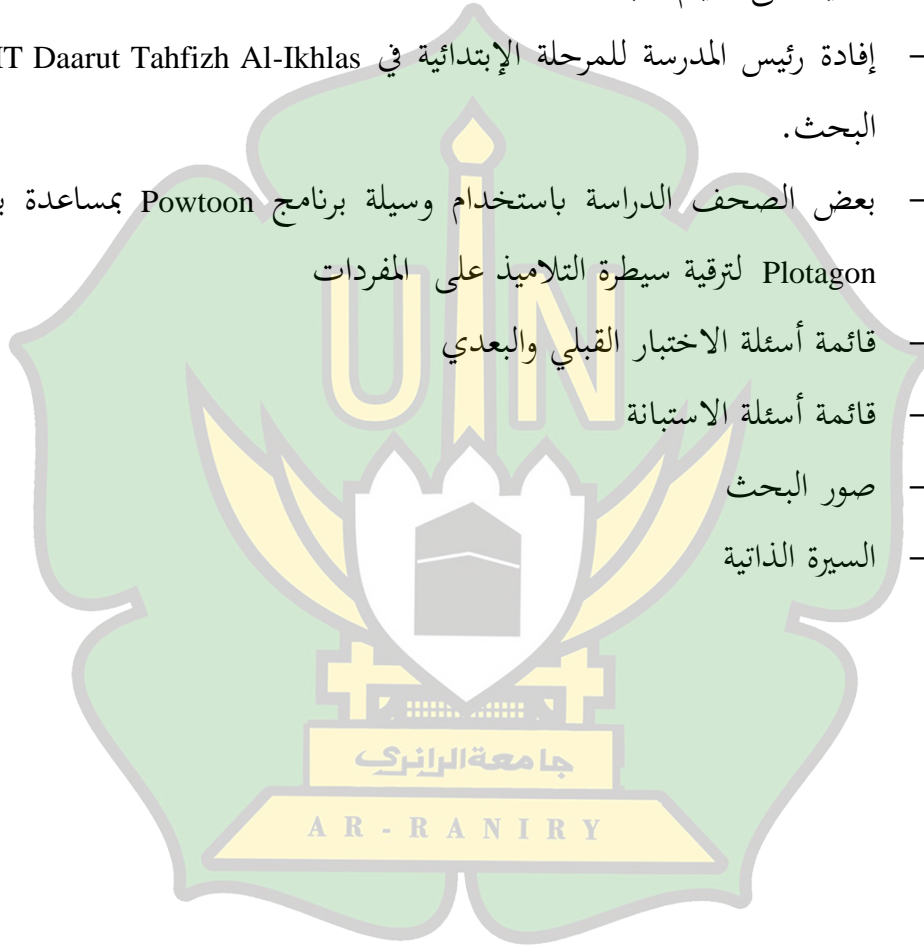 – إفادة رئيس المدرسة للمرحلة الإبتدائية في IT Daarut Tahfizh Al-Ikhlas
البحث.
– بعض الصحف الدراسة باستخدام وسيلة برنامج Powtoon بمساعدة
Plotagon لترقية سيطرة التلاميذ على المفردات
– قائمة أسئلة الاختبار القبلي والبعدي
– قائمة أسئلة الاستبانة
– صور البحث
– السيرة الذاتية
UIN
جامعة الرانري
AR-RANIRY